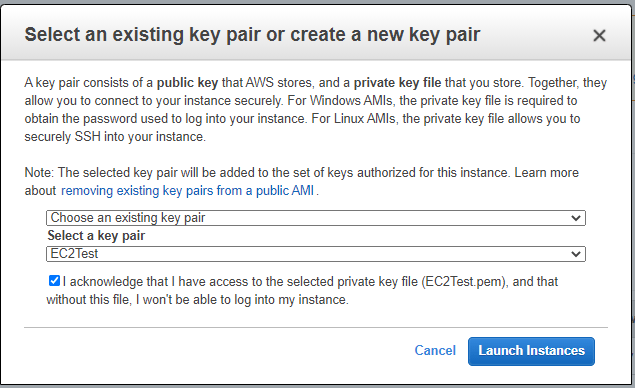 Select an existing key pair or create a new key pair
A key pair consists of a public key that AWS stores, and a private key file that you store. Together, they
allow you to connect to your instance securely. For Windows AMIs, the private key file is required to
obtain the password used to log into your instance. For Linux AMIs, the private key file allows you to
securely SSH into your instance.
Note: The selected key pair will be added to the set of keys authorized for this instance. Learn more
about removing existing key pairs from a public AMI .
Choose an existing key pair
Select a key pair
EC2Test
I acknowledge that I have access to the selected private key file (EC2Test.pem), and that
without this file, I won't be able to log into my instance.
Cancel Launch Instances